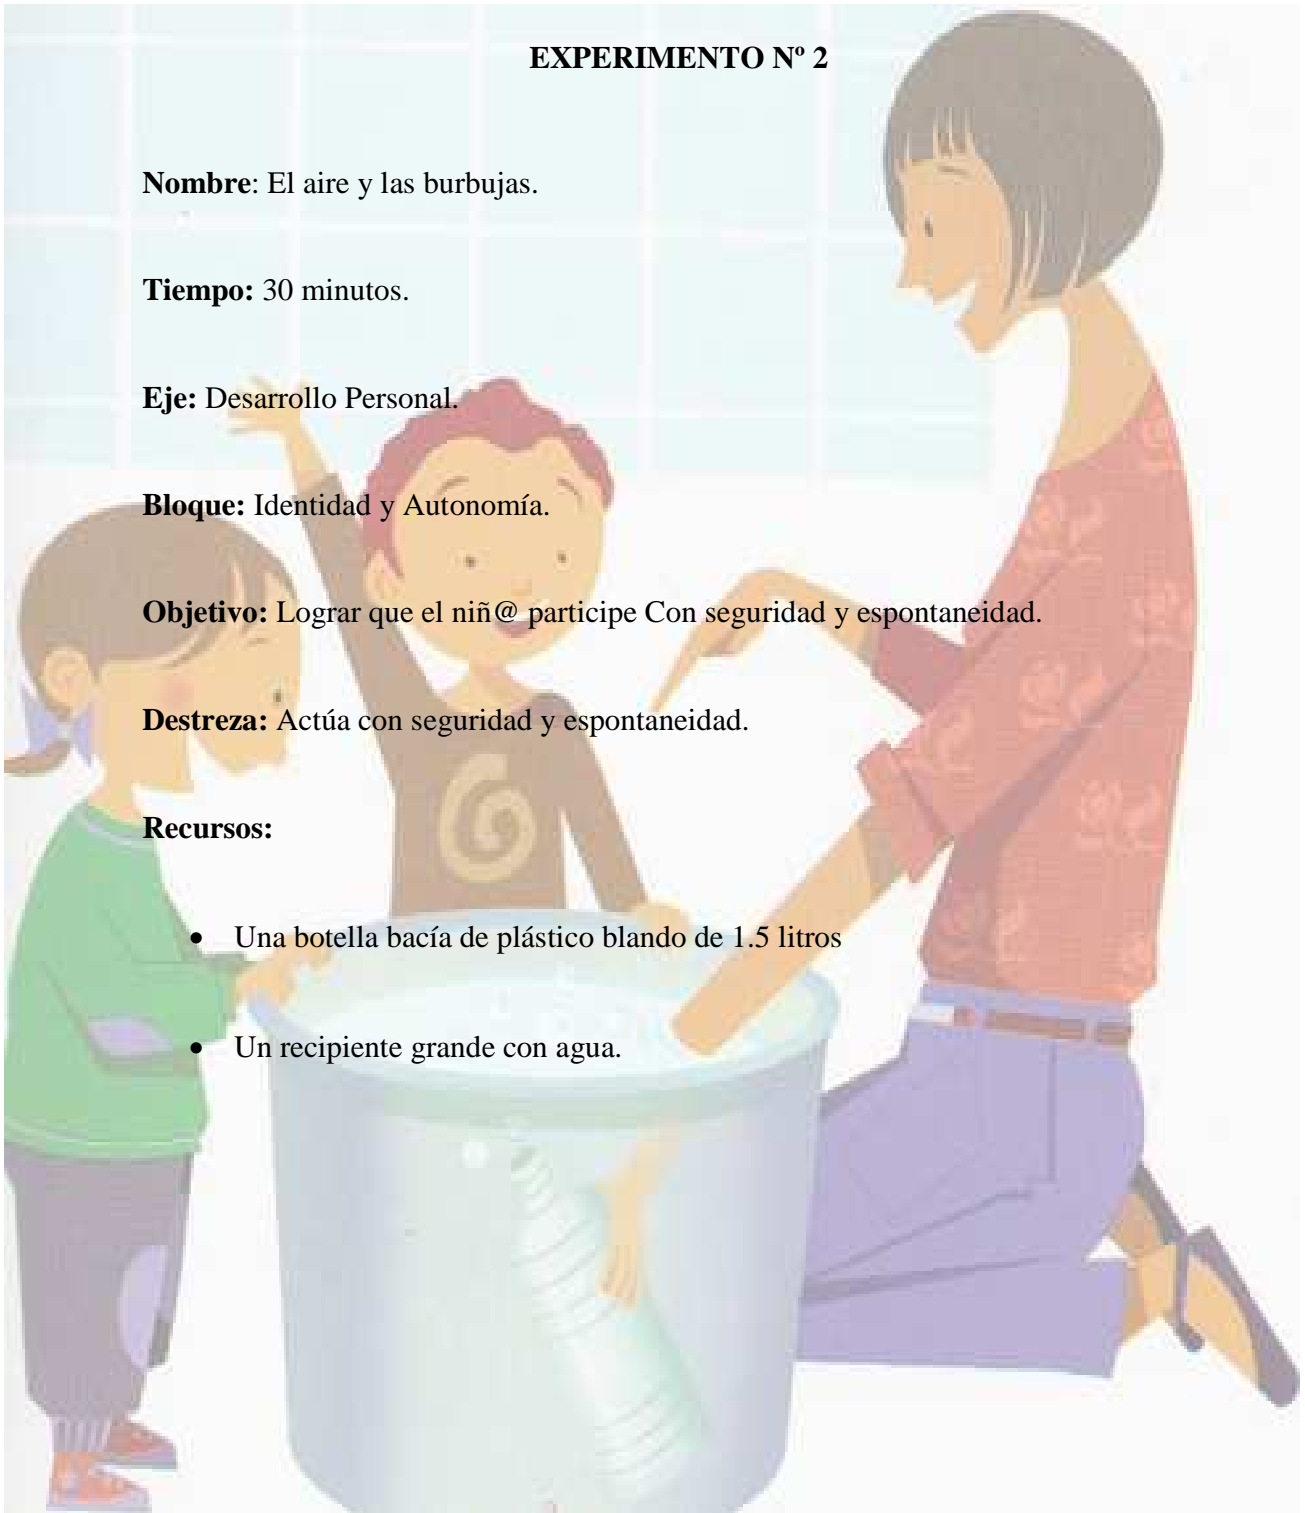 EXPERIMENTO Nº 2
Nombre: El aire y las burbujas.
Tiempo: 30 minutos.
Eje: Desarrollo Personal.
Bloque: Identidad y Autonomía.
Objetivo: Lograr que el niñ@ participe Con seguridad y espontaneidad.
Destreza: Actúa con seguridad y espontaneidad.
Recursos:
• Una botella bacía de plástico blando de 1.5 litros
• Un recipiente grande con agua.